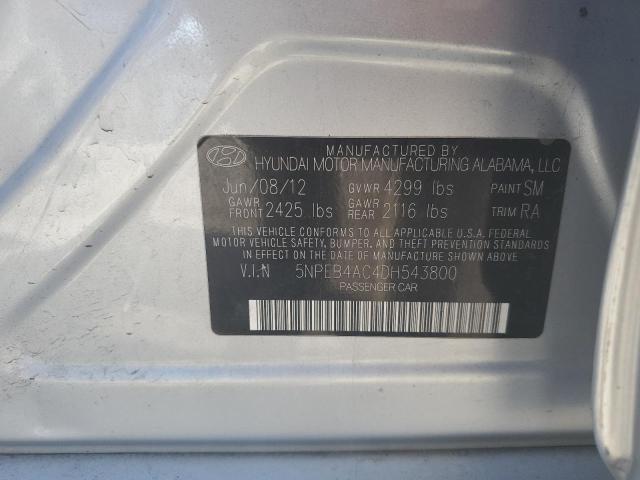 MANUFACTURED BY
HYUNDAI MOTOR MANUFACTURING ALABAMA, LLC
Jun/08/12 GVWR 4299 lbs PAINT SM
GAWR FRONT 2425 lbs GAWR REAR 2116 lbs TRIM RA
THIS VEHICLE CONFORMS TO ALL APPLICABLE U.S.A. FEDERAL
MOTOR VEHICLE SAFETY, BUMPER, AND THEFT PREVENTION STANDARDS
IN EFFECT ON THE DATE OF MANUFACTURE SHOWN ABOVE.
V.I.N 5NPEB4AC4DH543800
PASSENGER CAR